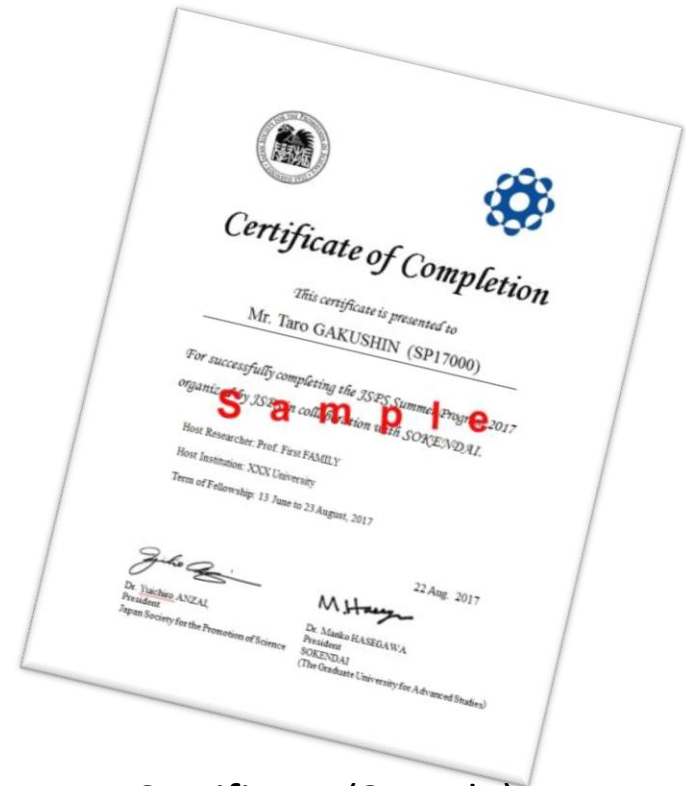 Certificate of Completion
This certificate is presented to
Mr. Taro GAKUSHIN (SP17000)
For successfully completing the JSPS Summer Program 2017
organized by JSPS in collaboration with SOKENDAI.
Sample
Host Researcher: Prof. First FAMILY
Host Institution: XXX University
Term of Fellowship: 13 June to 23 August, 2017
22 Aug. 2017
Dr. Yuichiro ANZAI,
President
Japan Society for the Promotion of Science
Dr. Mariko HASEGAWA
President
SOKENDAI
(The Graduate University for Advanced Studies)